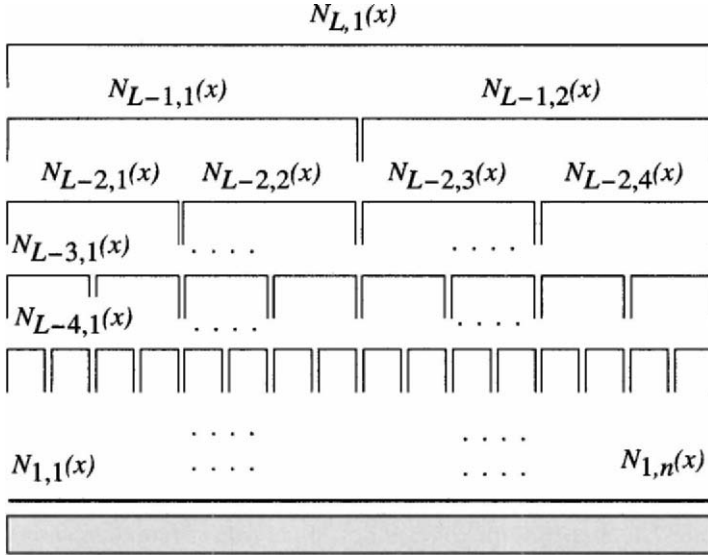 N_{L,1}(x)
N_{L-1,1}(x) N_{L-1,2}(x)
N_{L-2,1}(x) N_{L-2,2}(x) N_{L-2,3}(x) N_{L-2,4}(x)
N_{L-3,1}(x) . . . . . . . .
N_{L-4,1}(x) . . . . . . . .
. . . . . . . .
N_{1,1}(x) . . . . . . . . N_{1,n}(x)